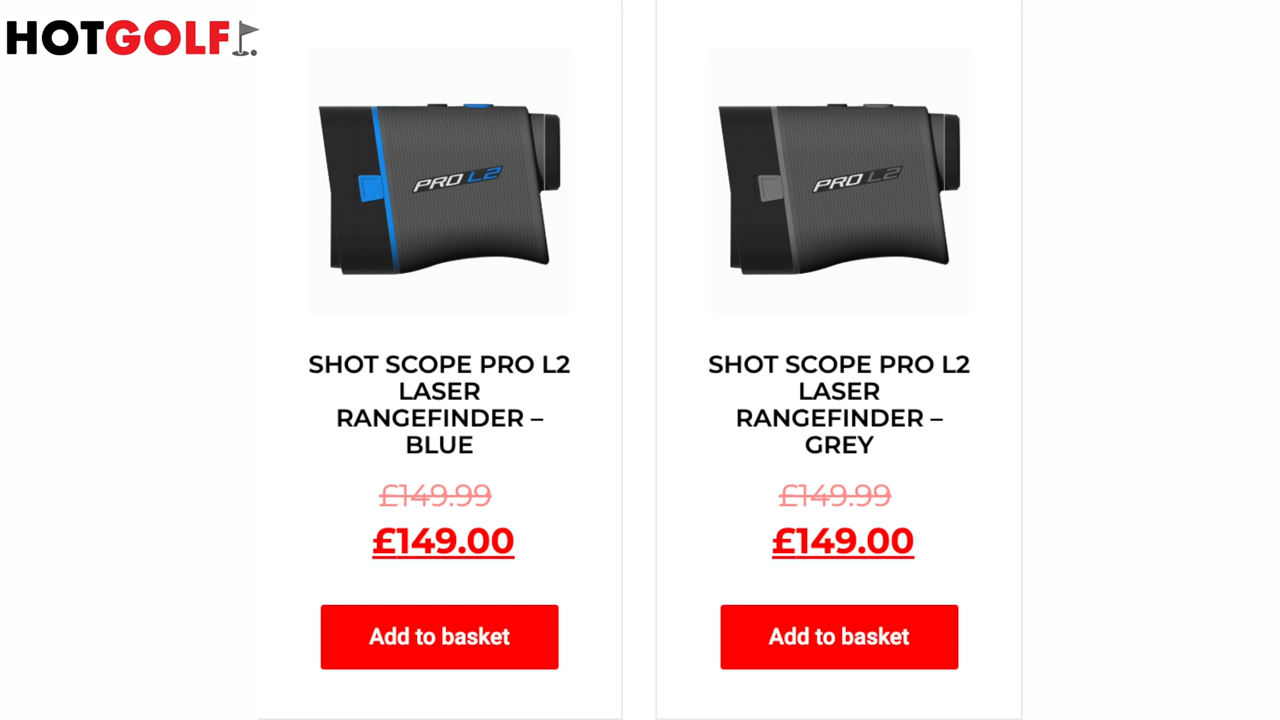 HOTGOLF
PRO L2
PRO L2
SHOT SCOPE PRO L2
LASER
RANGEFINDER –
BLUE
£149.99
£149.00
Add to basket
SHOT SCOPE PRO L2
LASER
RANGEFINDER –
GREY
£149.99
£149.00
Add to basket